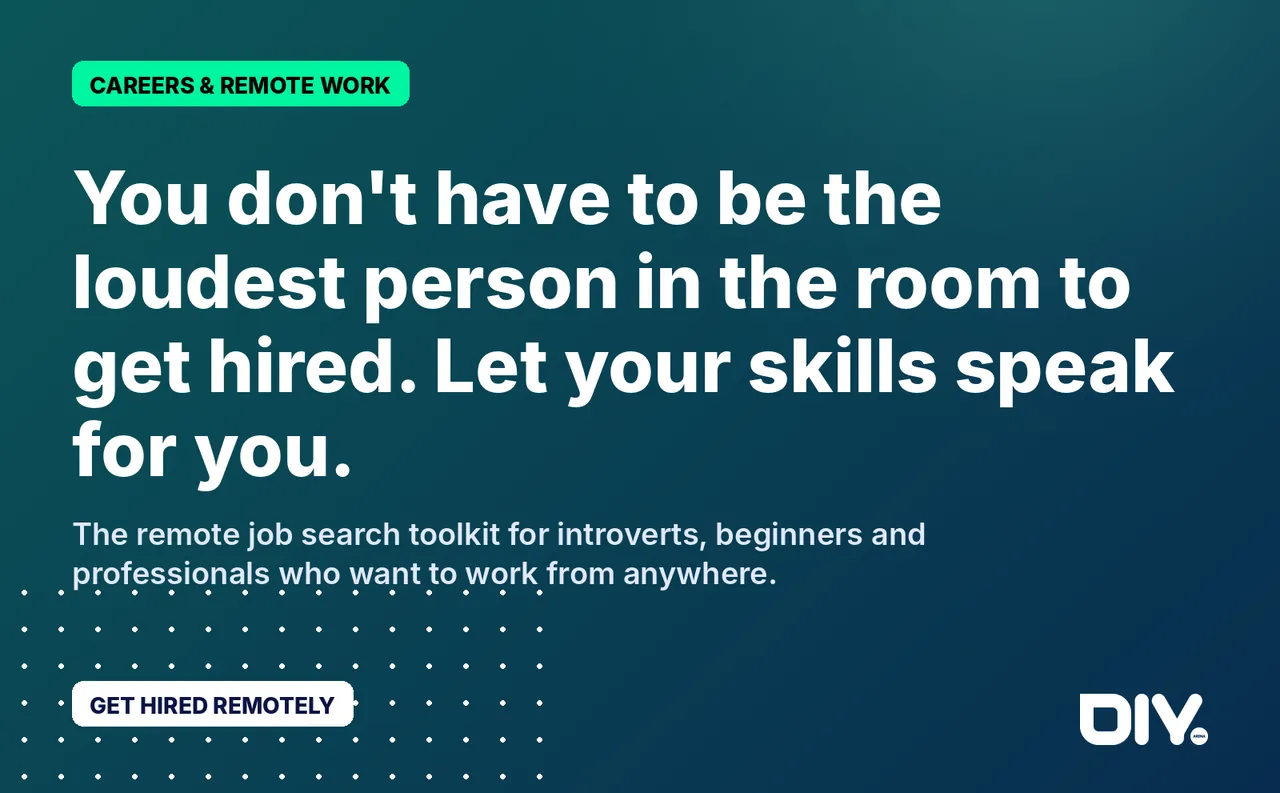 CAREERS & REMOTE WORK
You don't have to be the
loudest person in the room to
get hired. Let your skills speak
for you.
The remote job search toolkit for introverts, beginners and
professionals who want to work from anywhere.
GET HIRED REMOTELY
DIY.
ARENA